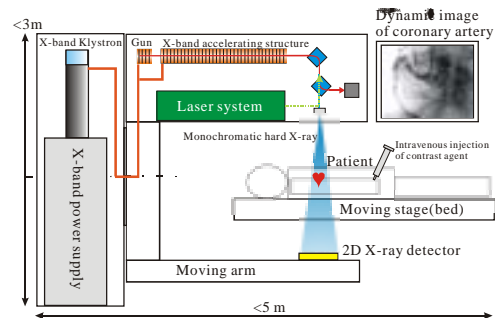 <3m
X-band Klystron
Gun
X-band accelerating structure
Dynamic image
of coronary artery
Laser system
Monochromatic hard X-ray
Intravenous injection
of contrast agent
Patient
X-band power supply
Moving stage(bed)
2D X-ray detector
Moving arm
<5 m